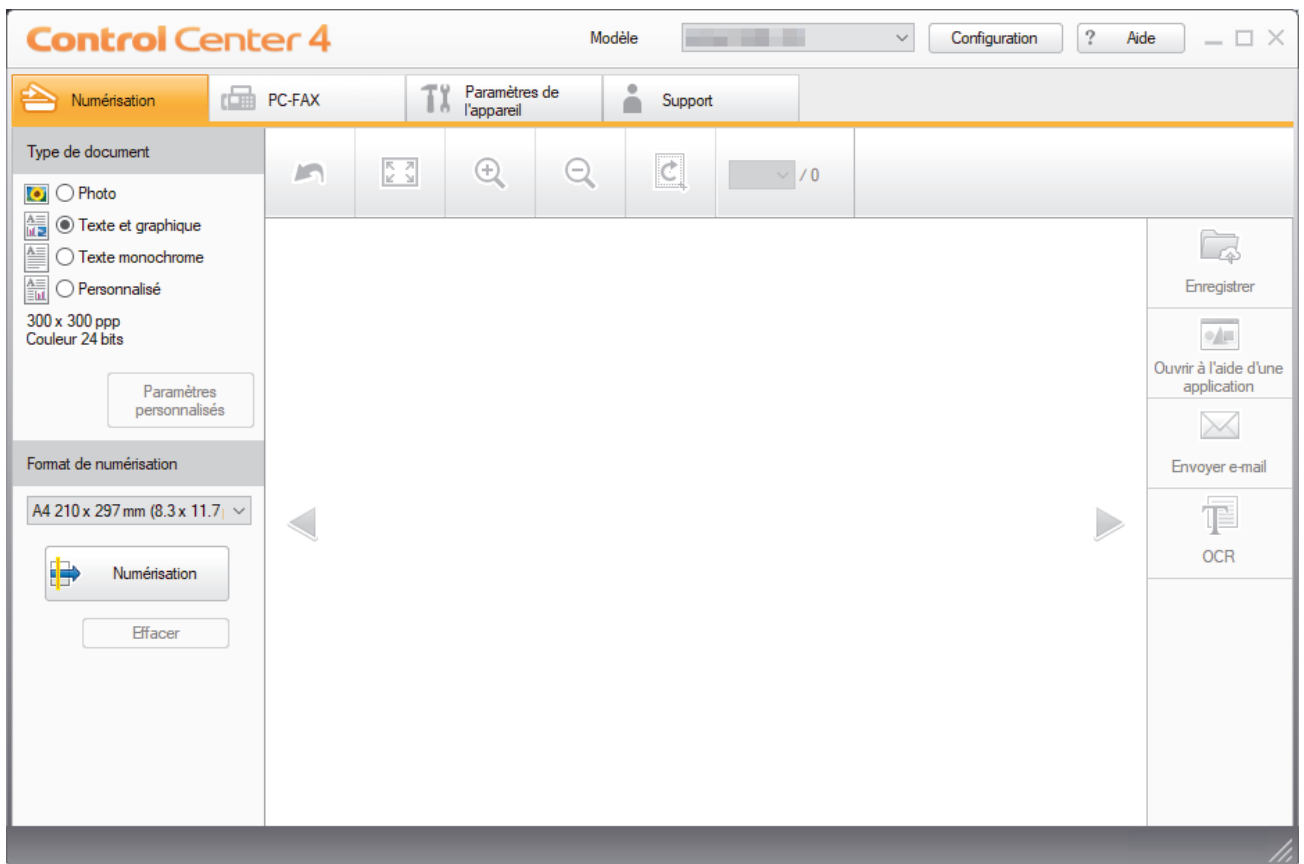 Control Center 4
Modèle
Configuration
? Aide
Numérisation
PC-FAX
Paramètres de
l'appareil
Support
Type de document
Photo
Texte et graphique
Texte monochrome
Personnalisé
300 x 300 ppp
Couleur 24 bits
Paramètres
personnalisés
Format de numérisation
A4 210 x 297 mm (8.3 x 11.7
Numérisation
Effacer
/ 0
Enregistrer
Ouvrir à l'aide d'une
application
Envoyer e-mail
OCR